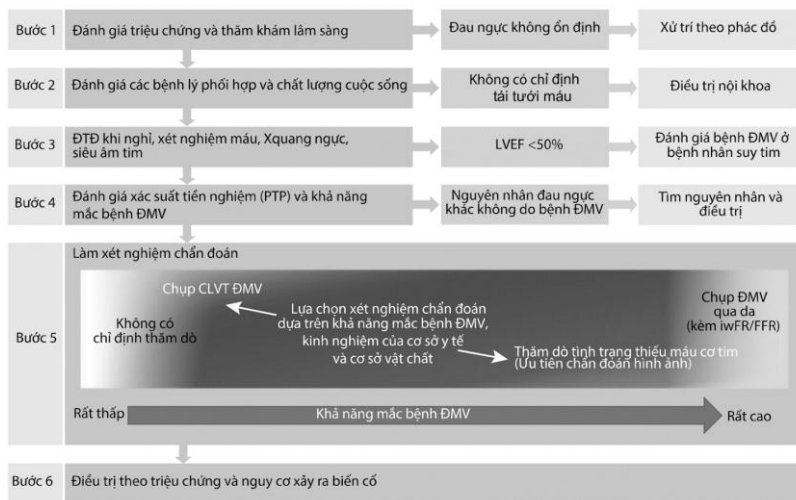 Bước 1
Đánh giá triệu chứng và thăm khám lâm sàng
Đau ngực không ổn định
Xử trí theo phác đồ
Bước 2
Đánh giá các bệnh lý phối hợp và chất lượng cuộc sống
Không có chỉ định
tái tưới máu
Điều trị nội khoa
Bước 3
ĐTĐ khi nghỉ, xét nghiệm máu, Xquang ngực,
siêu âm tim
LVEF <50%
Đánh giá bệnh ĐMV ở
bệnh nhân suy tim
Bước 4
Đánh giá xác suất tiền nghiệm (PTP) và khả năng
mắc bệnh ĐMV
Nguyên nhân đau ngực
khác không do bệnh ĐMV
Tìm nguyên nhân và
điều trị
Bước 5
Làm xét nghiệm chẩn đoán
Chụp CLVT ĐMV
Không có
chỉ định thăm dò
Lựa chọn xét nghiệm chẩn đoán
dựa trên khả năng mắc bệnh ĐMV,
kinh nghiệm của cơ sở y tế
và cơ sở vật chất
Thăm dò tình trạng thiếu máu cơ tim
(Ưu tiên chẩn đoán hình ảnh)
Chụp ĐMV
qua da
(kèm iwFR/FFR)
Rất thấp
Khả năng mắc bệnh ĐMV
Rất cao
Bước 6
Điều trị theo triệu chứng và nguy cơ xảy ra biến cố